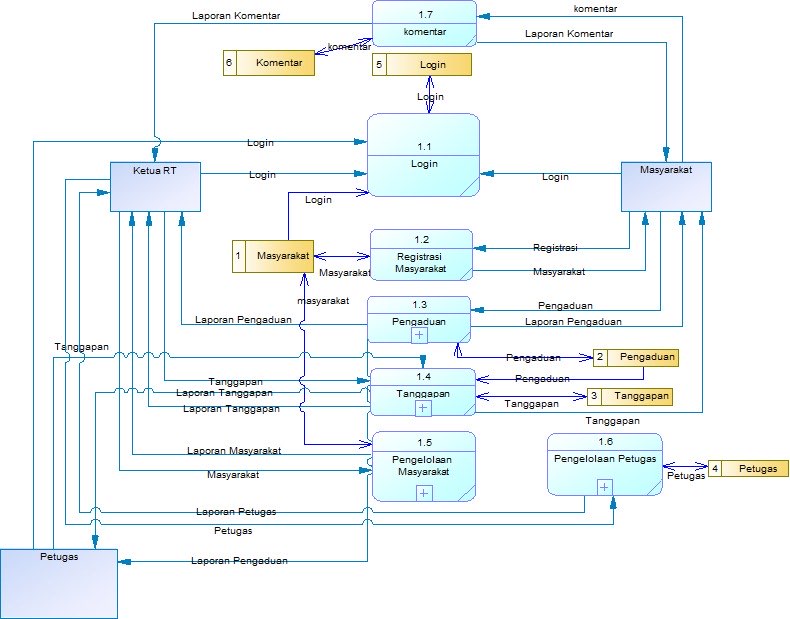 komentar
Laporan Komentar
1.7
komentar
Laporan Komentar
komentar
6 Komentar
5 Login
Login
1.1
Login
Login
Login
Login
Ketua RT
Masyarakat
Login
1.2
Registrasi
Masyarakat
Registrasi
1 Masyarakat
Masyarakat
Masyarakat
masyarakat
1.3
Pengaduan
Pengaduan
Laporan Pengaduan
Laporan Pengaduan
Tanggapan
Pengaduan
2 Pengaduan
1.4
Tanggapan
Pengaduan
Tanggapan
Laporan Tanggapan
3 Tanggapan
Tanggapan
Laporan Tanggapan
Tanggapan
1.5
Pengelolaan
Masyarakat
1.6
Pengelolaan Petugas
Laporan Masyarakat
Masyarakat
4 Petugas
Petugas
Laporan Petugas
Petugas
Petugas
Laporan Pengaduan